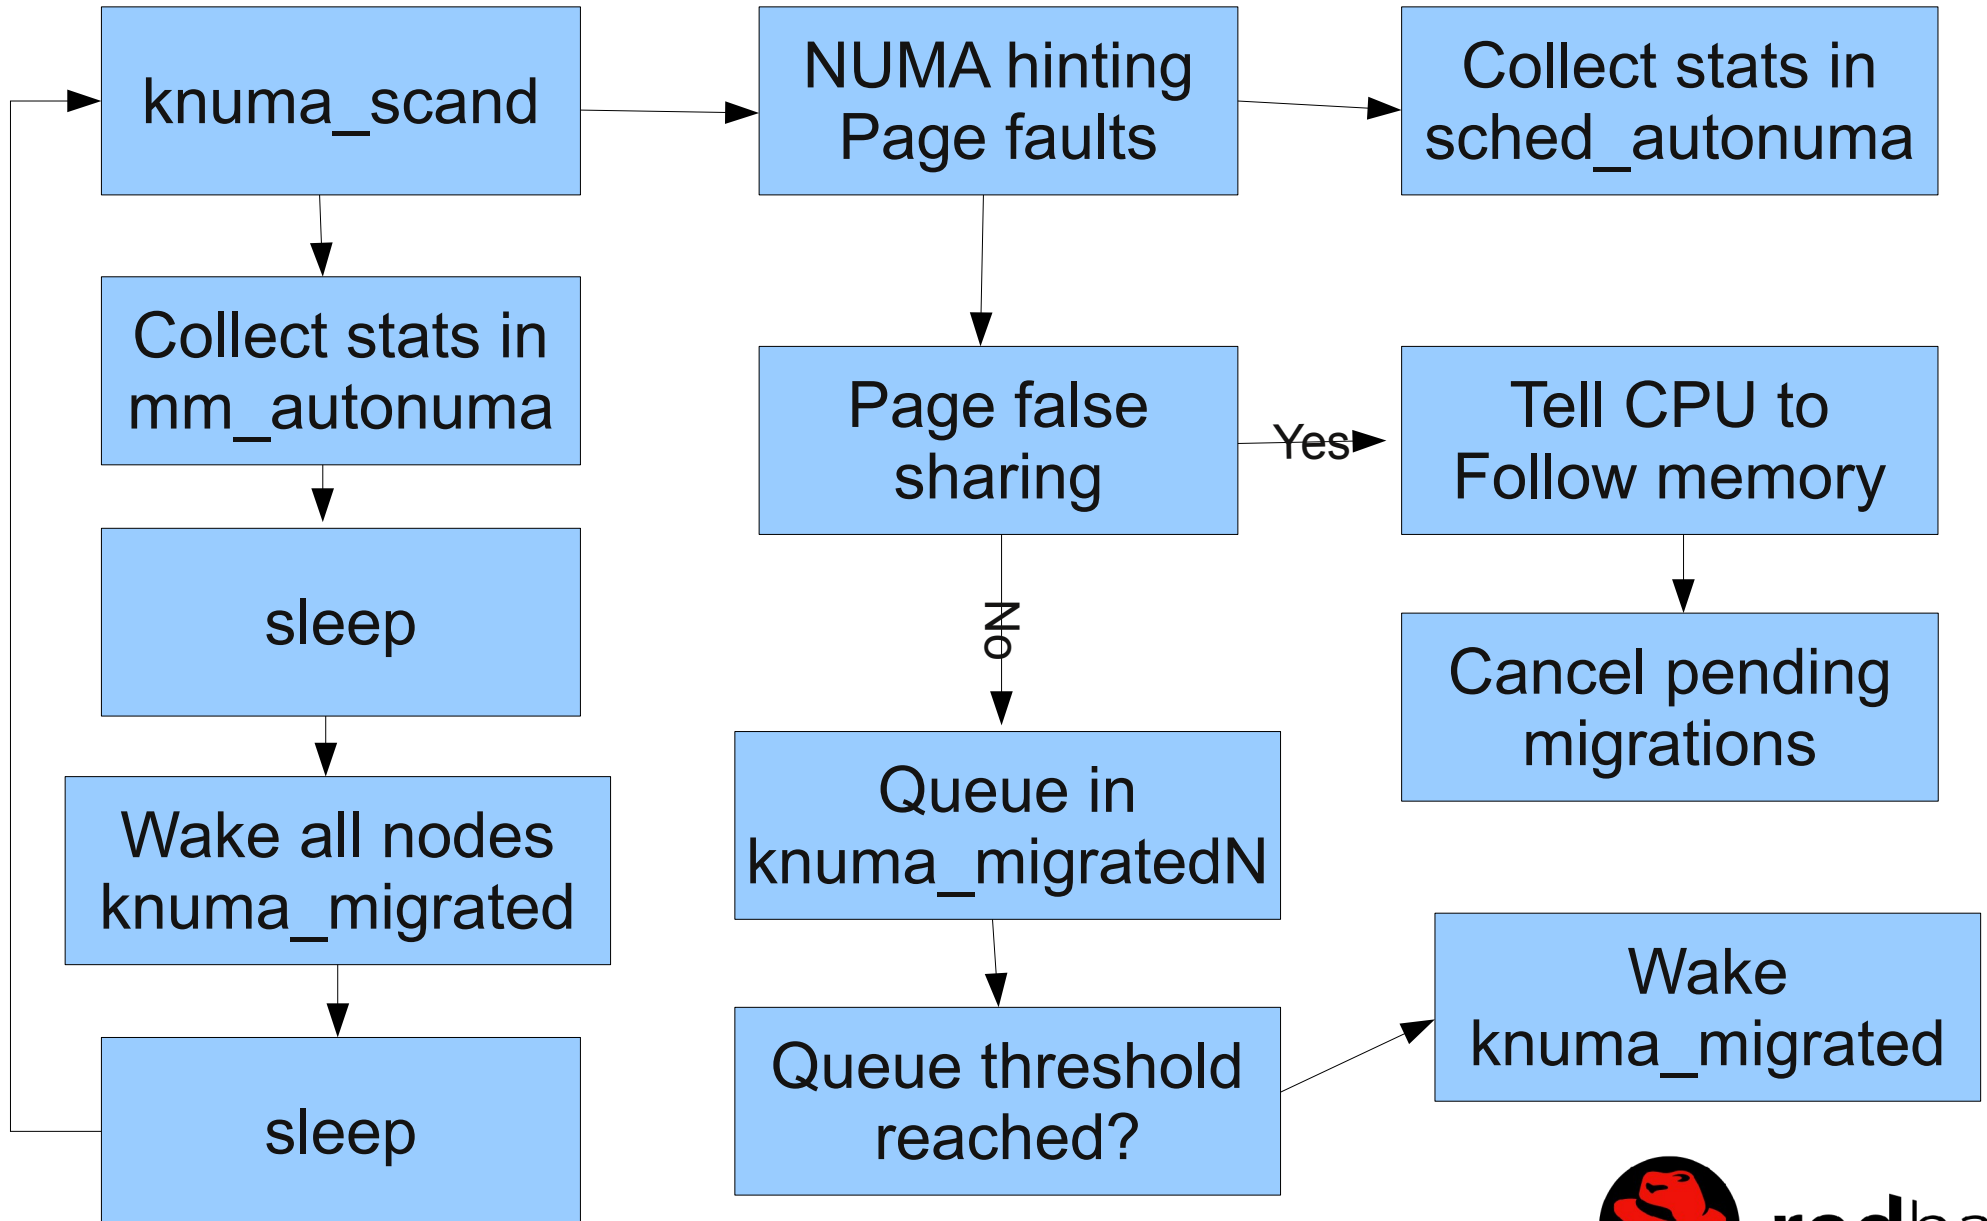 knuma_scand
NUMA hinting
Page faults
Collect stats in
sched_autonuma
Collect stats in
mm_autonuma
Page false
sharing
Yes
Tell CPU to
Follow memory
sleep
No
Cancel pending
migrations
Wake all nodes
knuma_migrated
Queue in
knuma_migratedN
Wake
knuma_migrated
sleep
Queue threshold
reached?